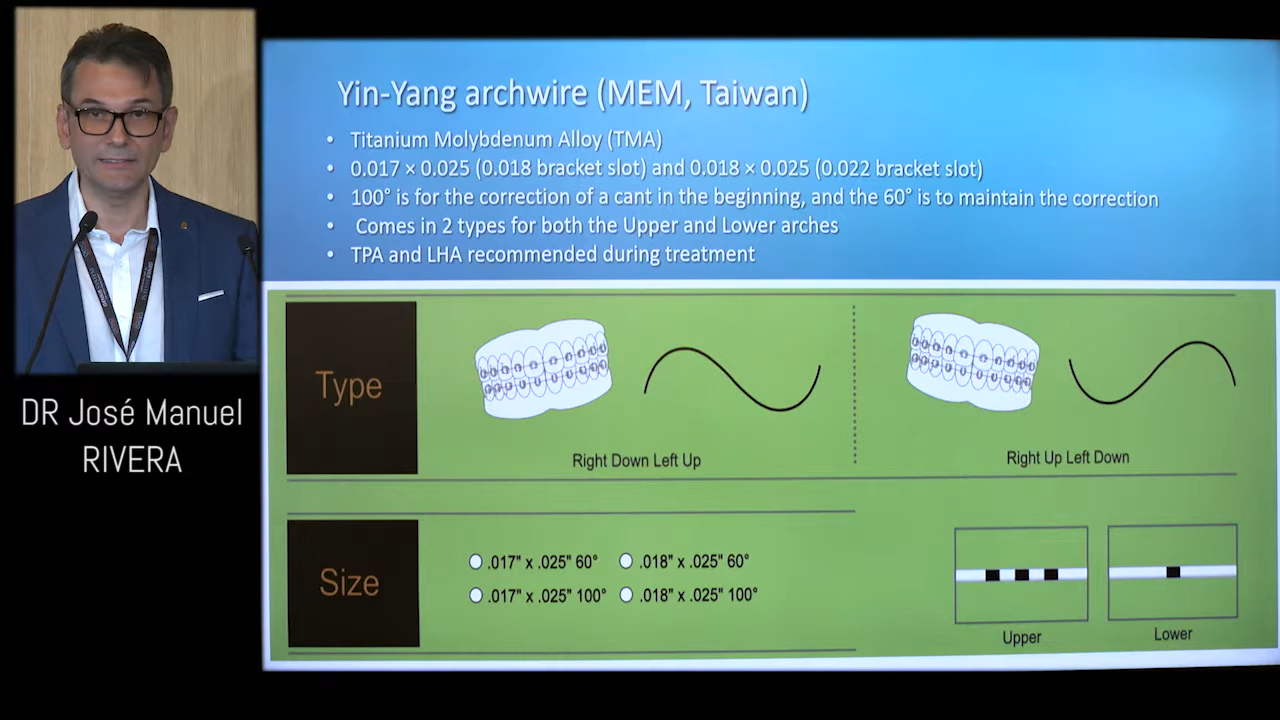 DR José Manuel
RIVERA
Yin-Yang archwire (MEM, Taiwan)
• Titanium Molybdenum Alloy (TMA)
• 0.017 × 0.025 (0.018 bracket slot) and 0.018 × 0.025 (0.022 bracket slot)
• 100° is for the correction of a cant in the beginning, and the 60° is to maintain the correction
• Comes in 2 types for both the Upper and Lower arches
• TPA and LHA recommended during treatment
Type
Right Down Left Up
Right Up Left Down
Size
.017" x .025" 60° .018" x .025" 60°
.017" x .025" 100° .018" x .025" 100°
Upper
Lower